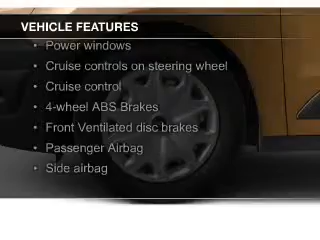 VEHICLE FEATURES
• Power windows
• Cruise controls on steering wheel
• Cruise control
• 4-wheel ABS Brakes
• Front Ventilated disc brakes
• Passenger Airbag
• Side airbag